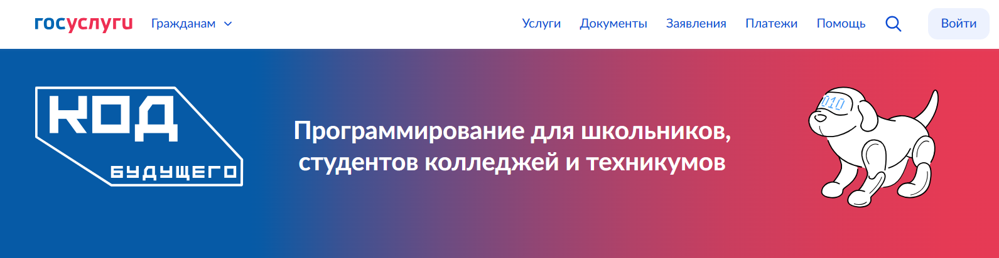 госуслуги Гражданам Услуги Документы Заявления Платежи Помощь Войти
КОД
БУДУЩЕГО
Программирование для школьников,
студентов колледжей и техникумов
010